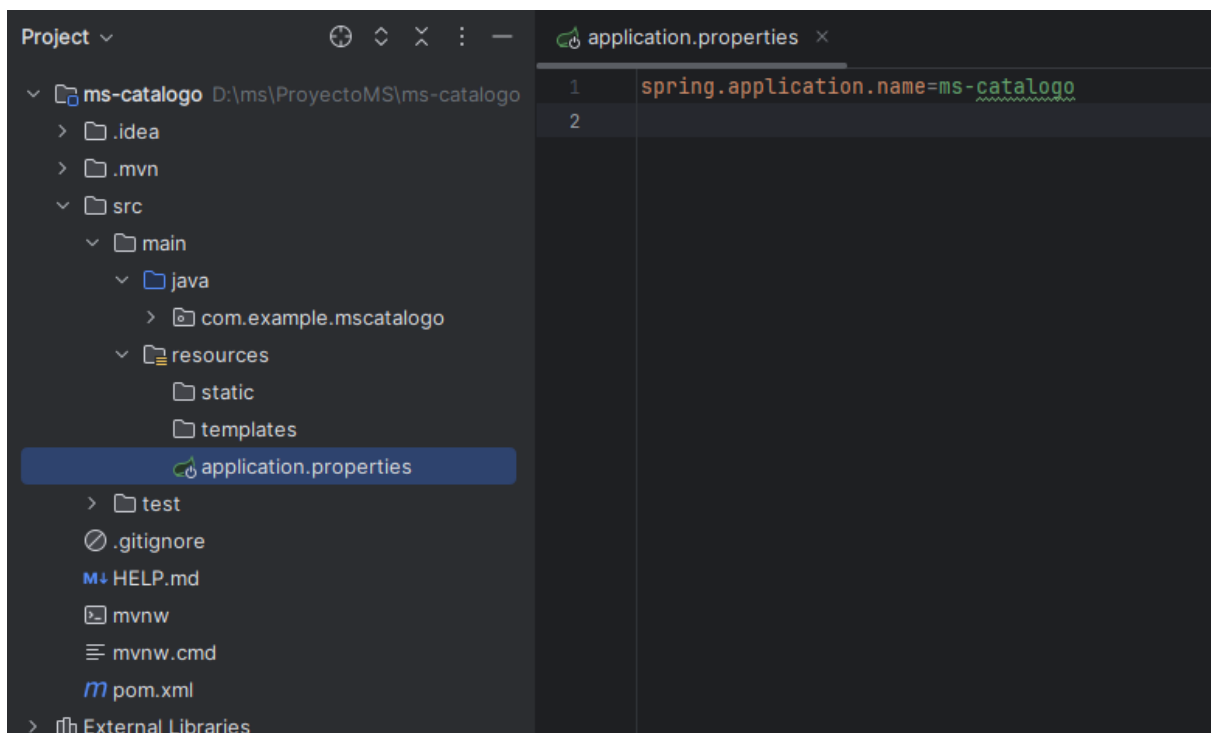 Project
application.properties
ms-catalogo D:\ms\ProyectoMS\ms-catalogo
.idea
.mvn
src
main
java
com.example.mscatalogo
resources
static
templates
application.properties
test
.gitignore
M↓ HELP.md
mvnw
mvnw.cmd
m pom.xml
External Libraries
1 spring.application.name=ms-catalogo
2